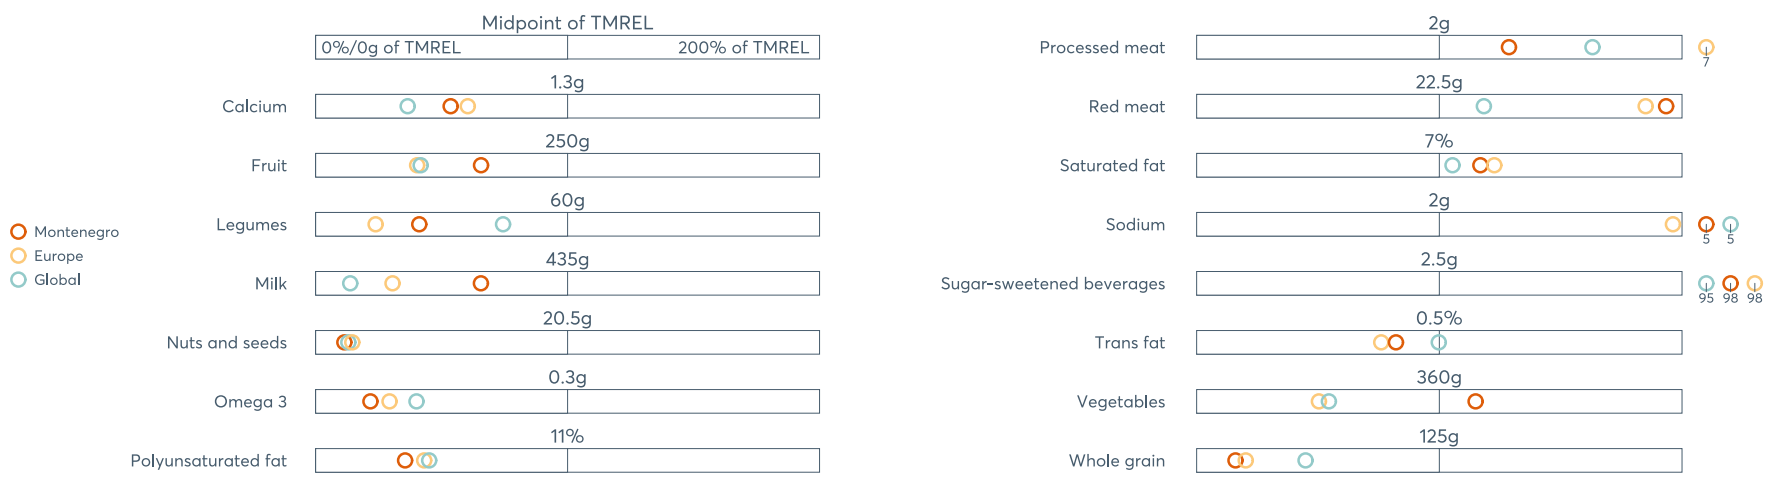 Midpoint of TMREL
0%/0g of TMREL 200% of TMREL
1.3g
Calcium
250g
Fruit
60g
Legumes
435g
Milk
20.5g
Nuts and seeds
0.3g
Omega 3
11%
Polyunsaturated fat
Montenegro
Europe
Global
2g
Processed meat
7
22.5g
Red meat
7%
Saturated fat
2g
Sodium
5 5
2.5g
Sugar-sweetened beverages
95 98 98
0.5%
Trans fat
360g
Vegetables
125g
Whole grain